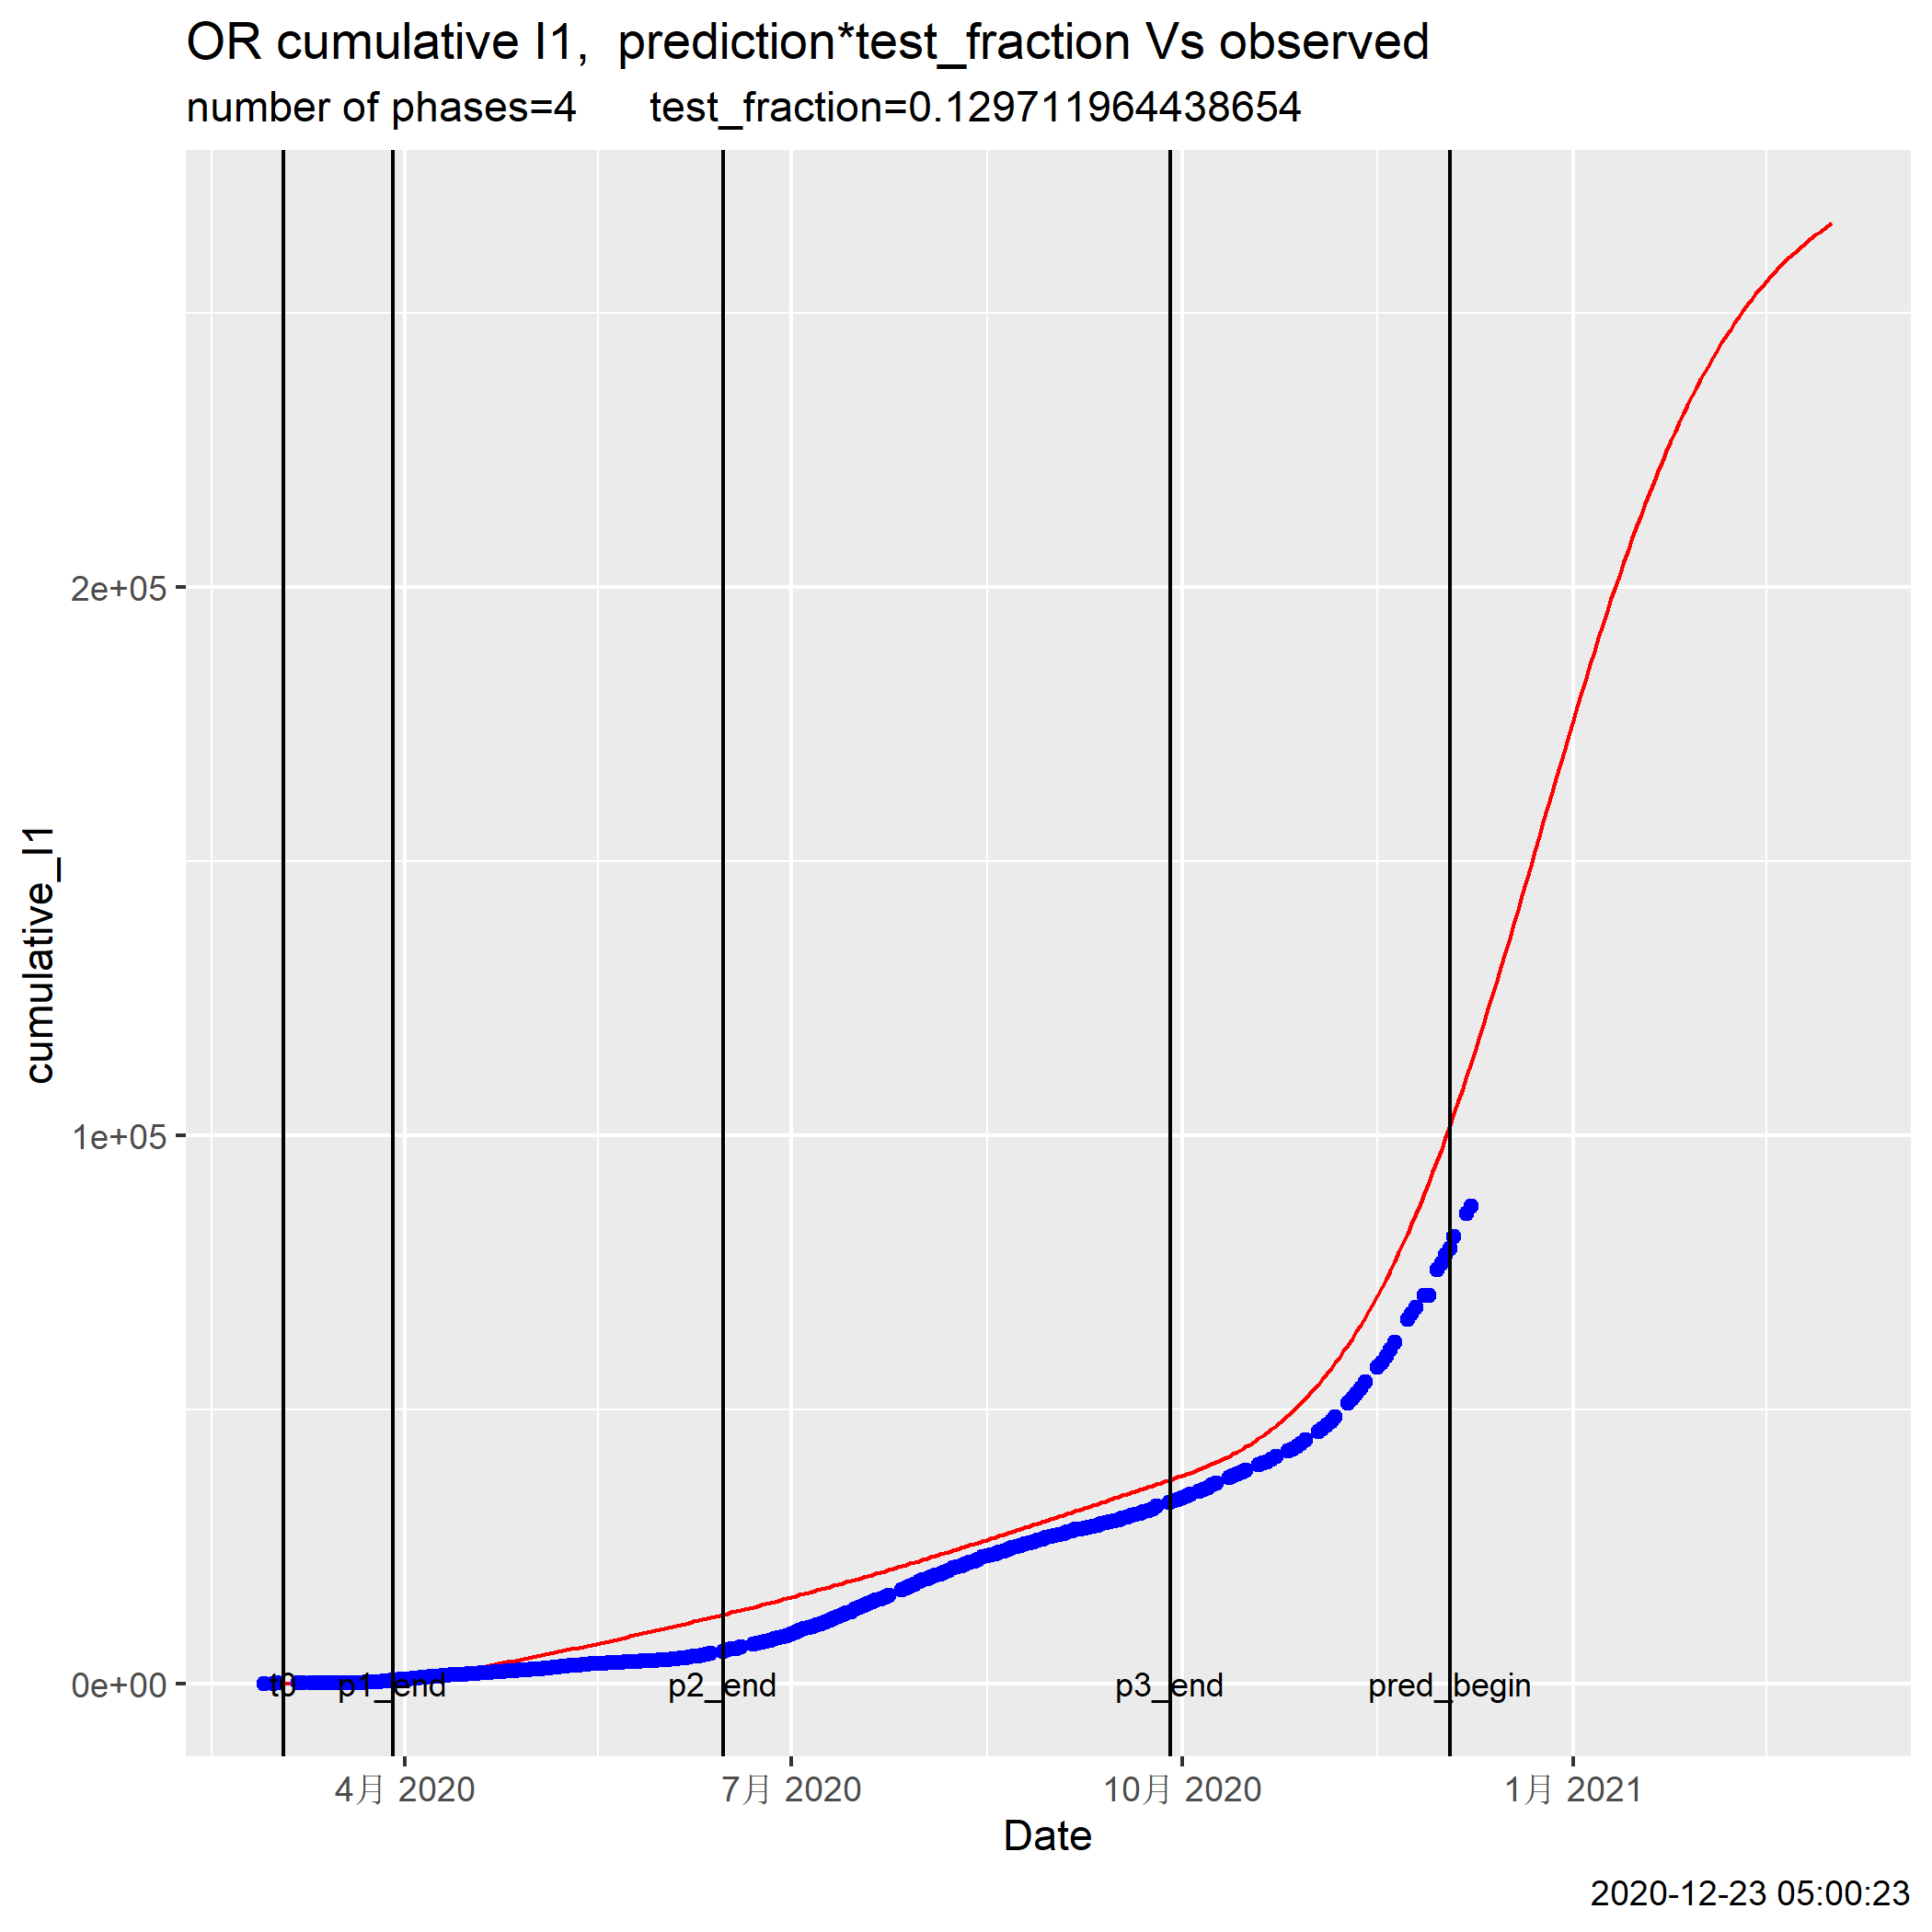 OR cumulative I1,  prediction*test_fraction Vs observed
number of phases=4      test_fraction=0.129711964438654
cumulative_I1
2e+05
1e+05
0e+00
t0
p1_end
p2_end
p3_end
pred_begin
4月 2020
7月 2020
10月 2020
1月 2021
Date
2020-12-23 05:00:23